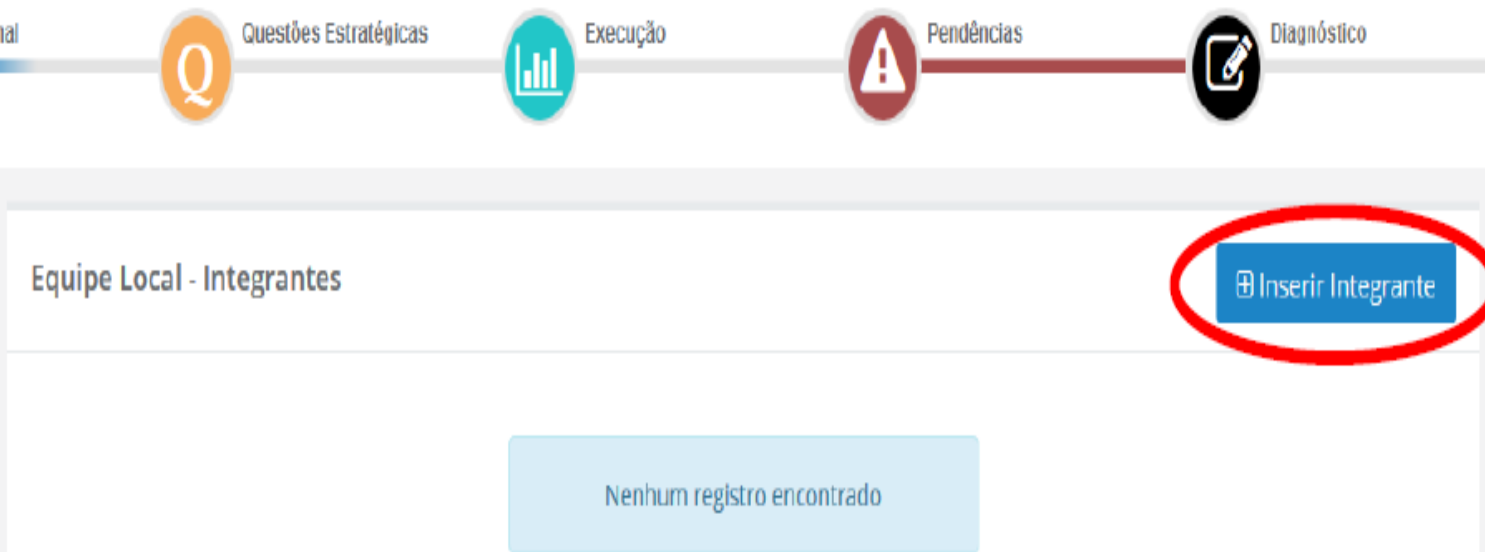 nal
Questões Estratégicas
Execução
Pendências
Diagnóstico
Q
Equipe Local - Integrantes
Inserir Integrante
Nenhum registro encontrado